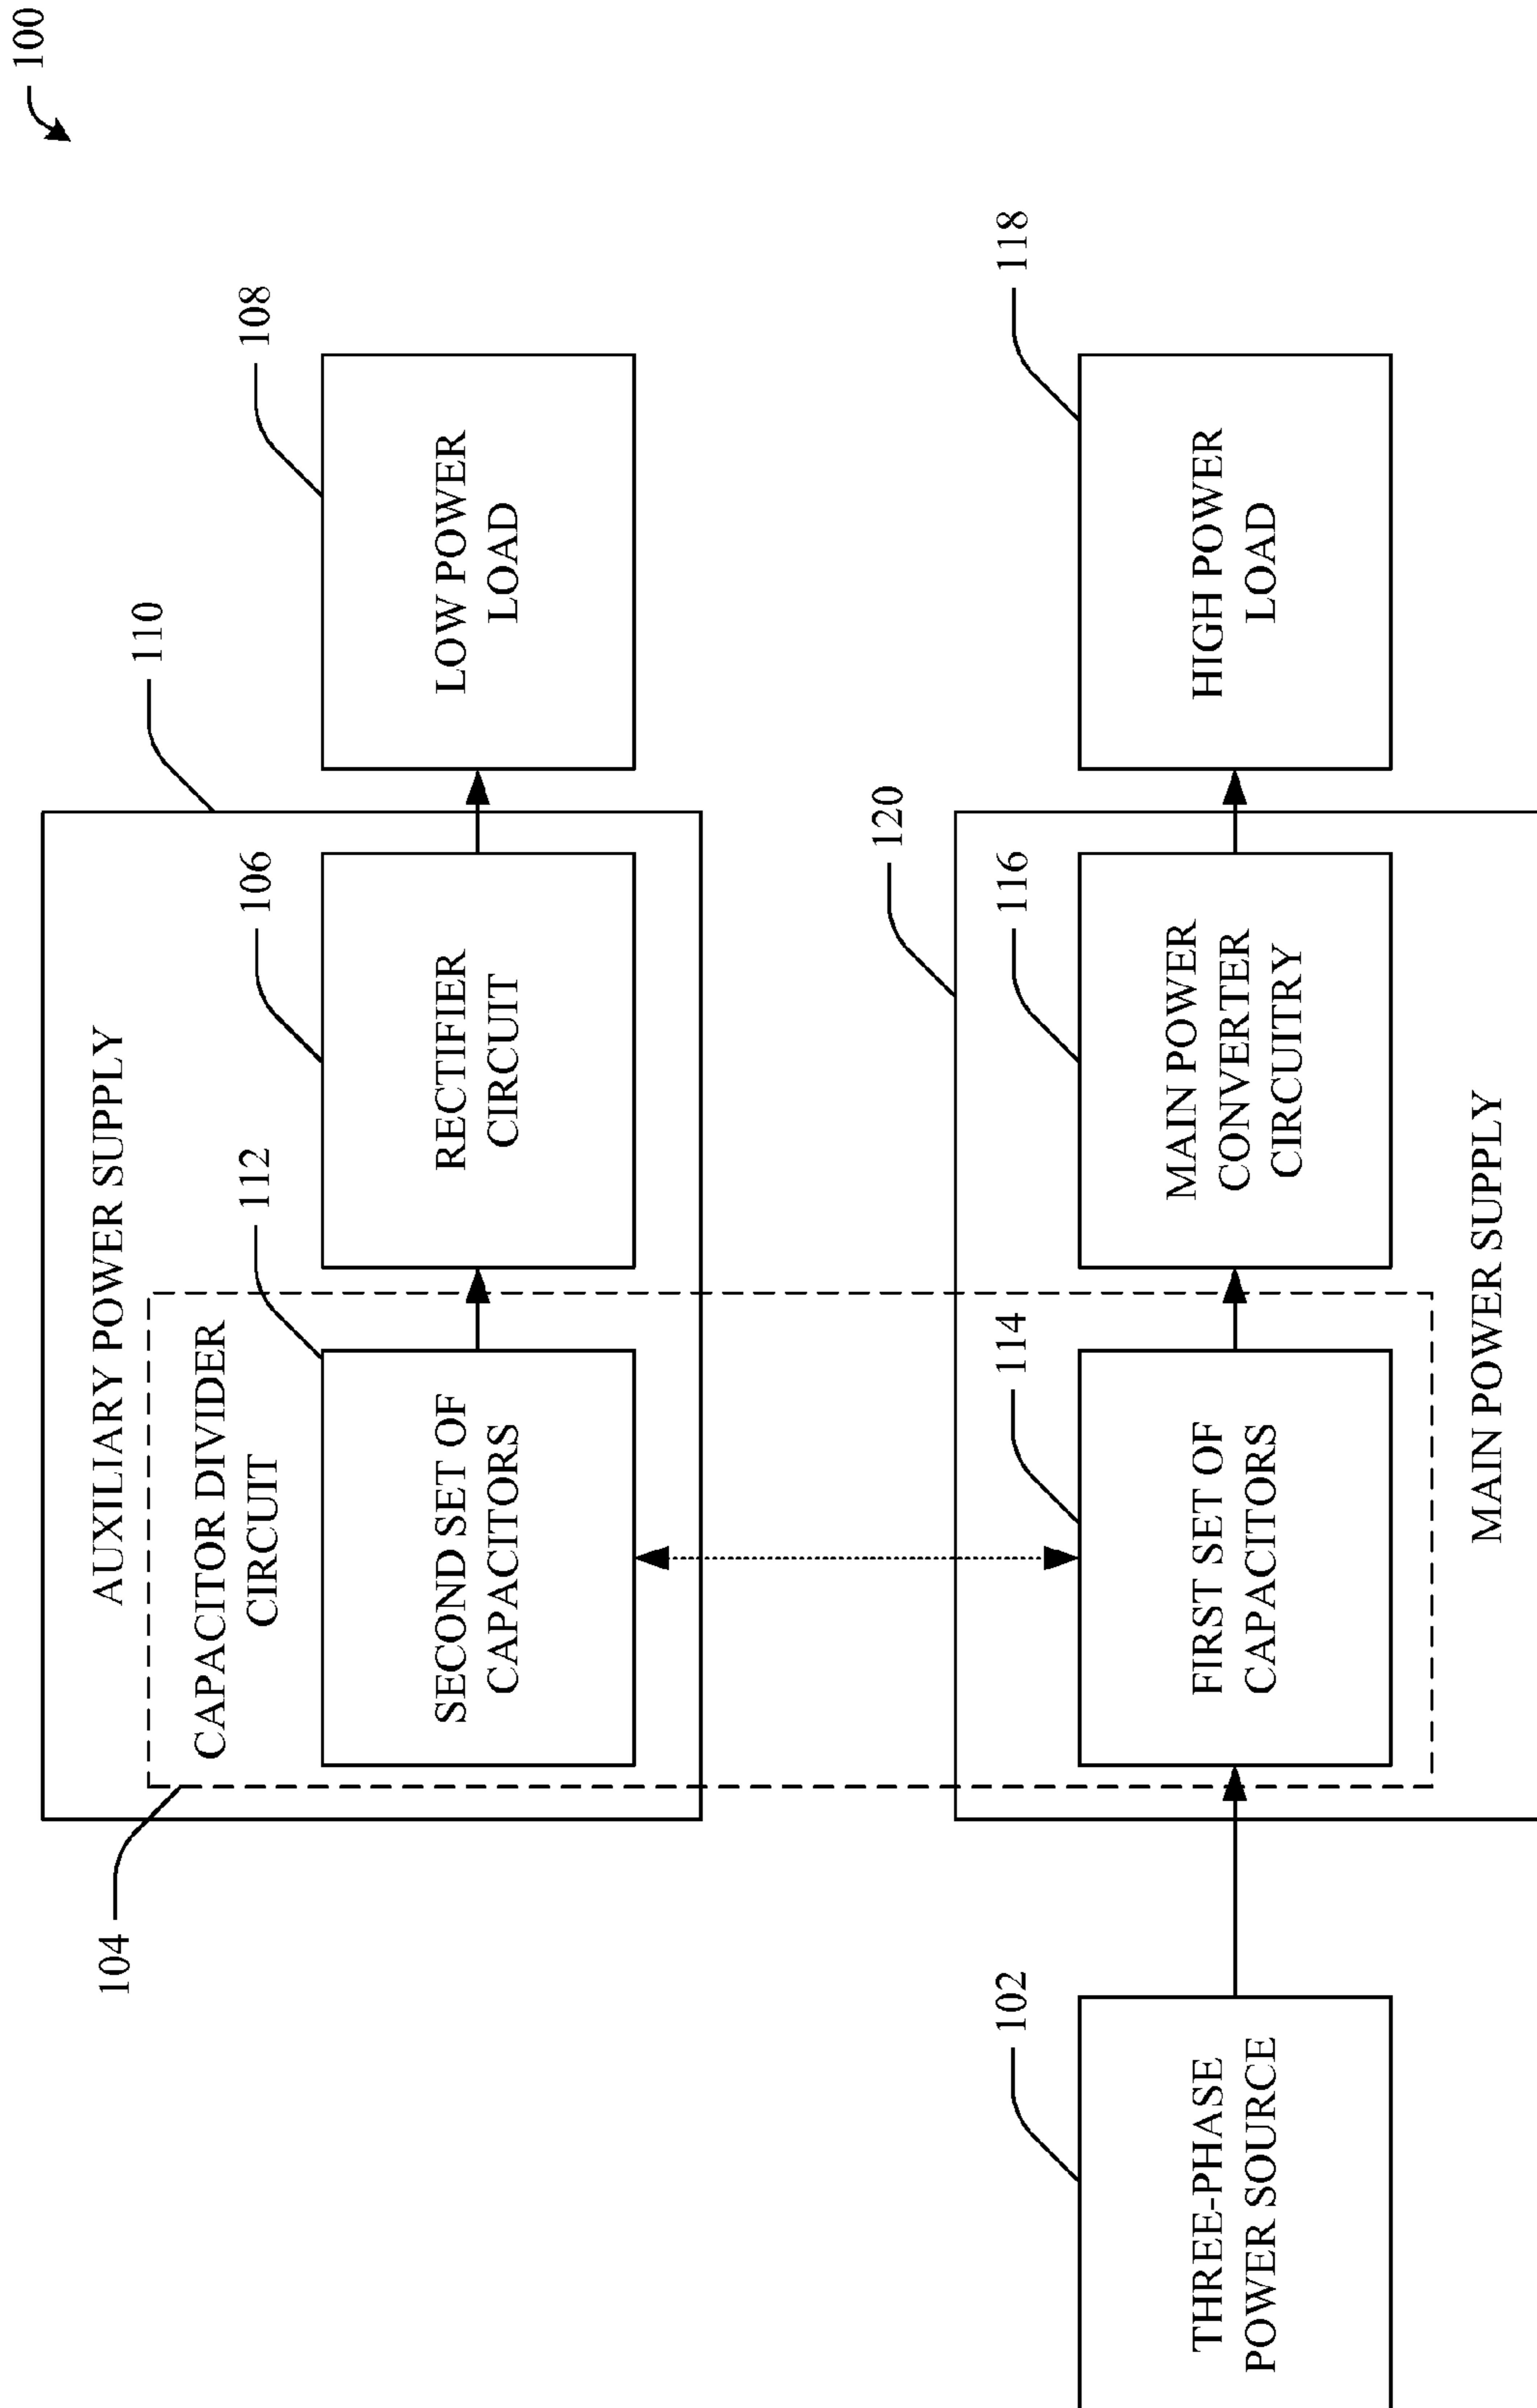 100
AUXILIARY POWER SUPPLY
110
104
CAPACITOR DIVIDER
CIRCUIT
112
106
108
SECOND SET OF
CAPACITORS
RECTIFIER
CIRCUIT
LOW POWER
LOAD
120
102
114
116
118
THREE-PHASE
POWER SOURCE
FIRST SET OF
CAPACITORS
MAIN POWER
CONVERTER
CIRCUITRY
HIGH POWER
LOAD
MAIN POWER SUPPLY